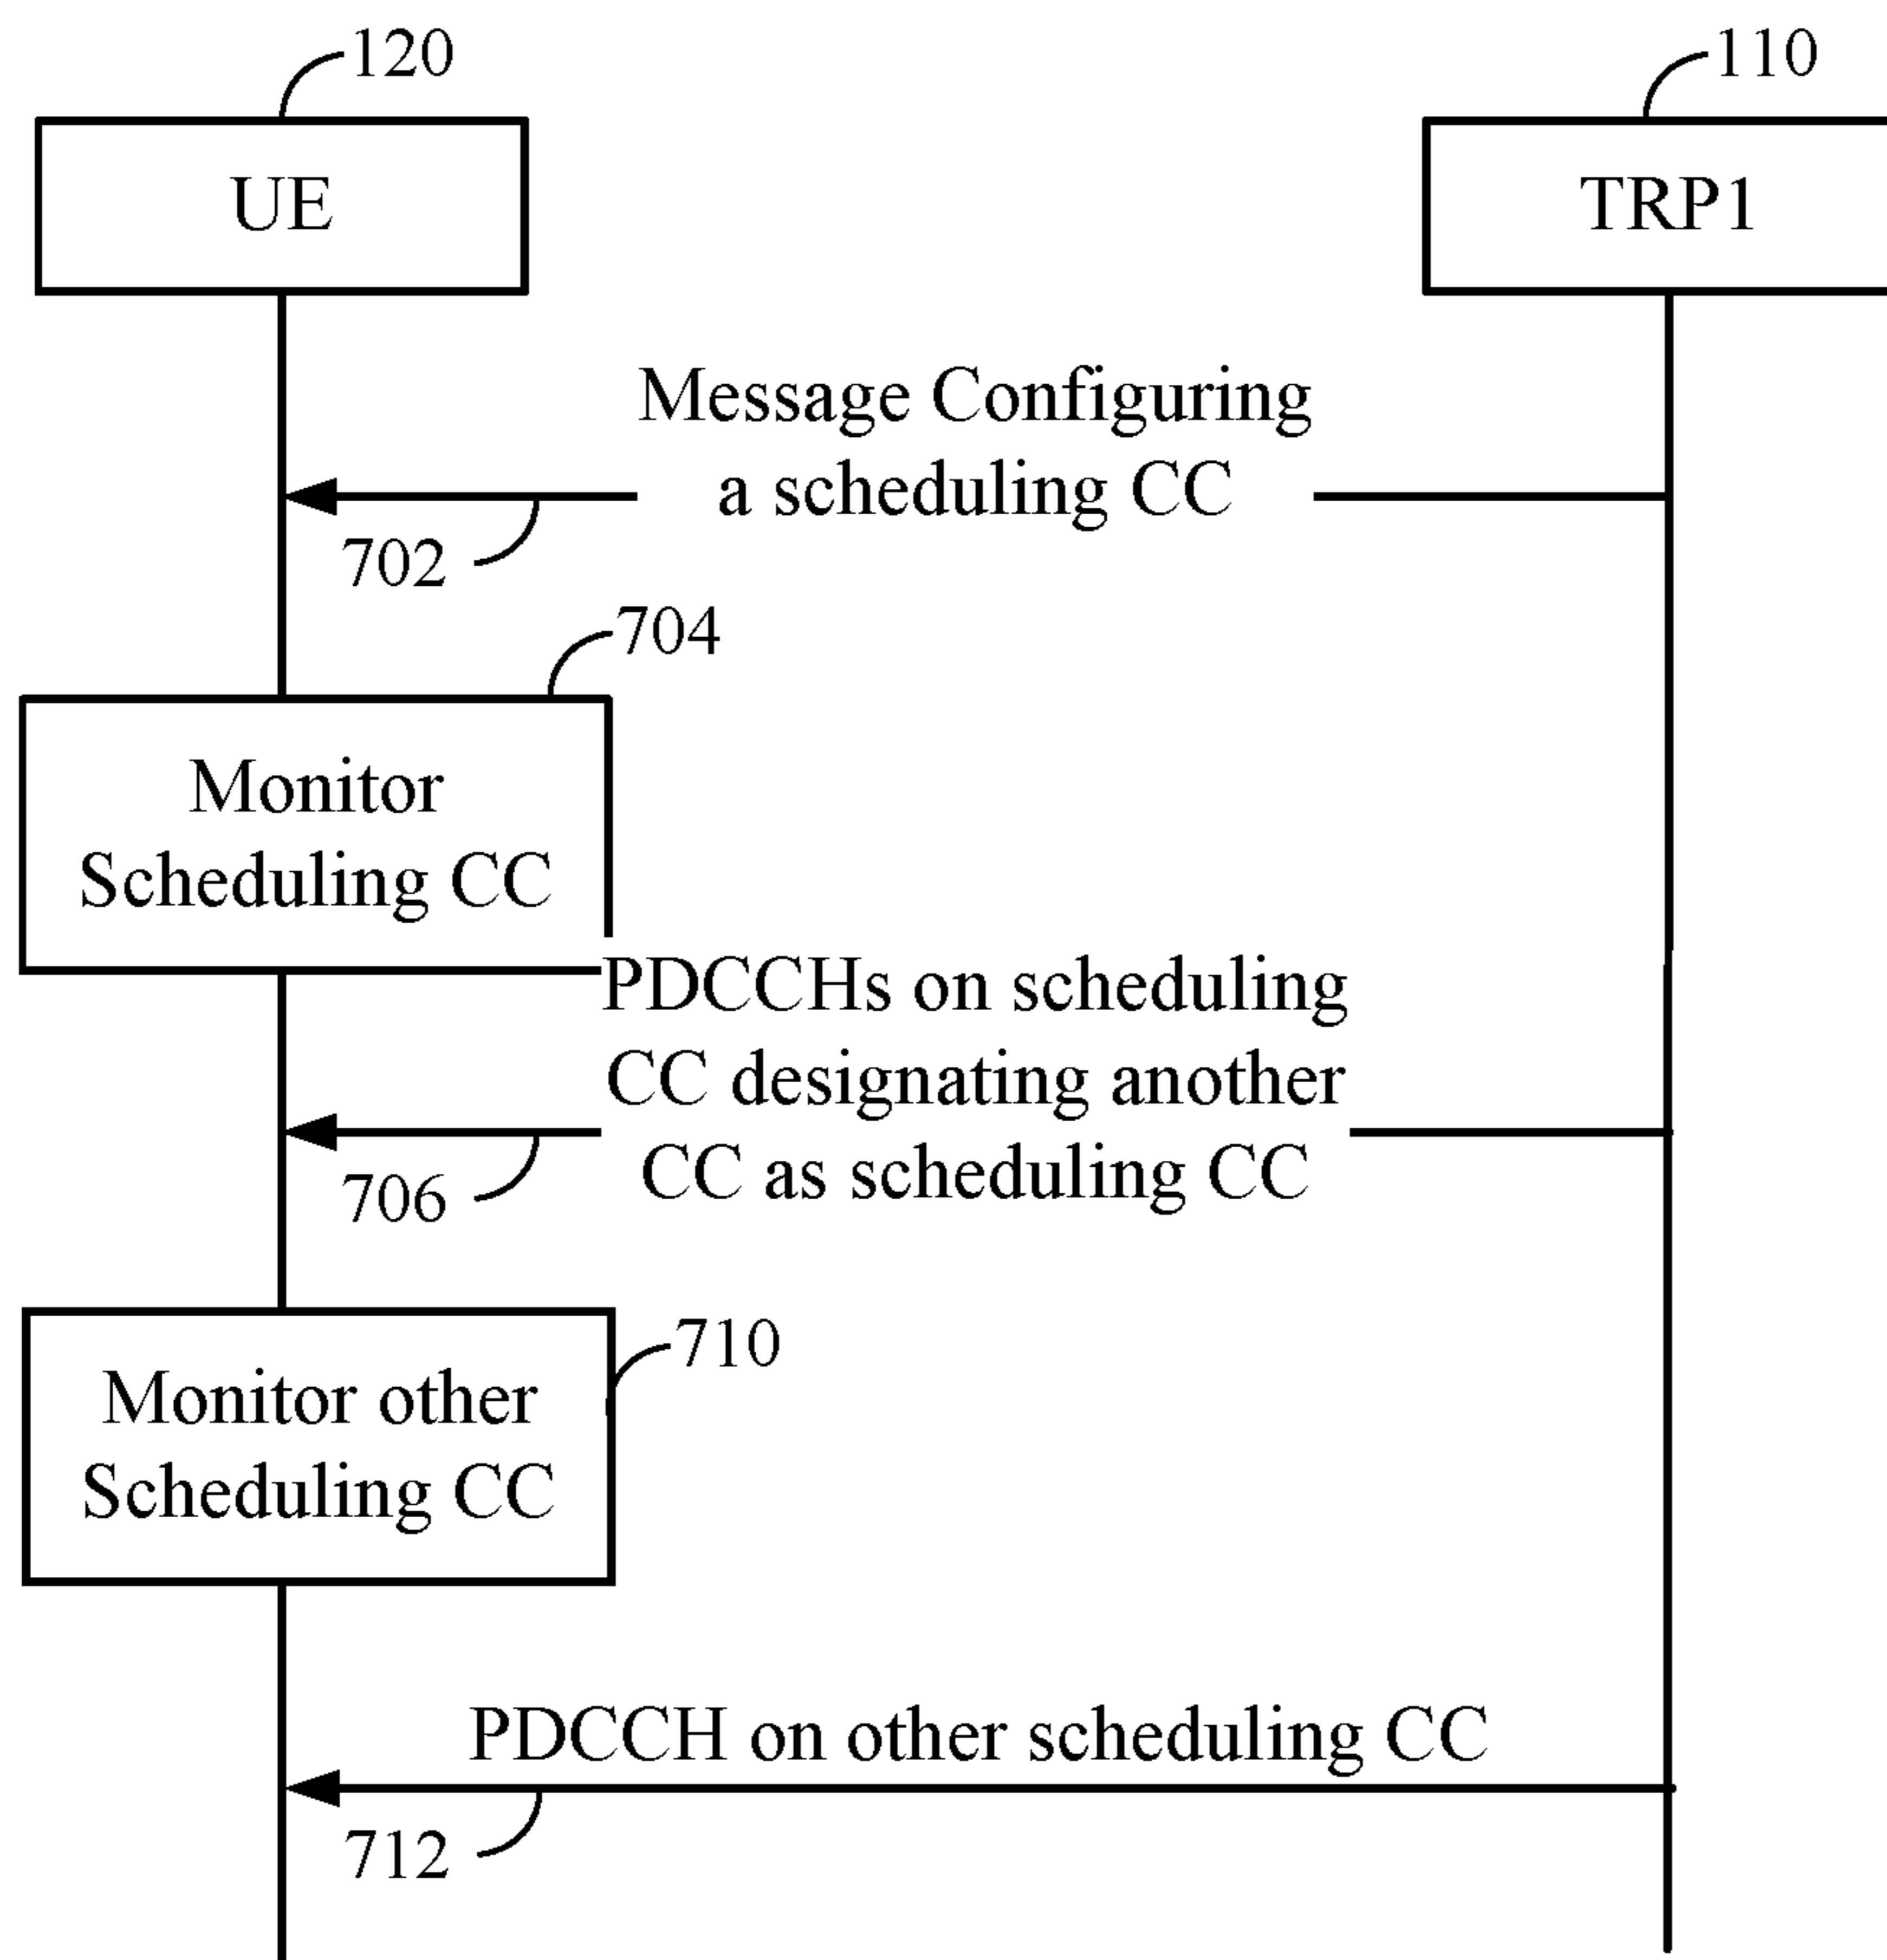 120
110
UE
TRP1
Message Configuring
a scheduling CC
702
704
Monitor
Scheduling CC
PDCCHs on scheduling
CC designating another
CC as scheduling CC
706
710
Monitor other
Scheduling CC
PDCCH on other scheduling CC
712